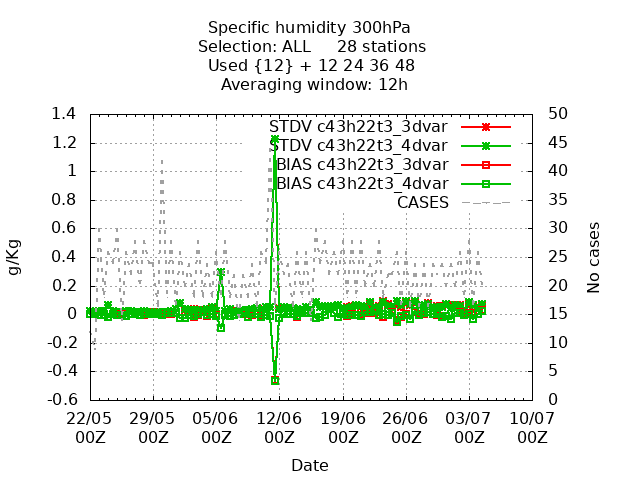 Specific humidity 300hPa
Selection: ALL 28 stations
Used {12} + 12 24 36 48
Averaging window: 12h
STDV c43h22t3_3dvar
STDV c43h22t3_4dvar
BIAS c43h22t3_3dvar
BIAS c43h22t3_4dvar
CASES
1.4
1.2
1
0.8
0.6
0.4
0.2
0
-0.2
-0.4
-0.6
g/Kg
50
45
40
35
30
25
20
15
10
5
0
No cases
22/05 29/05 05/06 12/06 19/06 26/06 03/07 10/07
00Z 00Z 00Z 00Z 00Z 00Z 00Z 00Z
Date